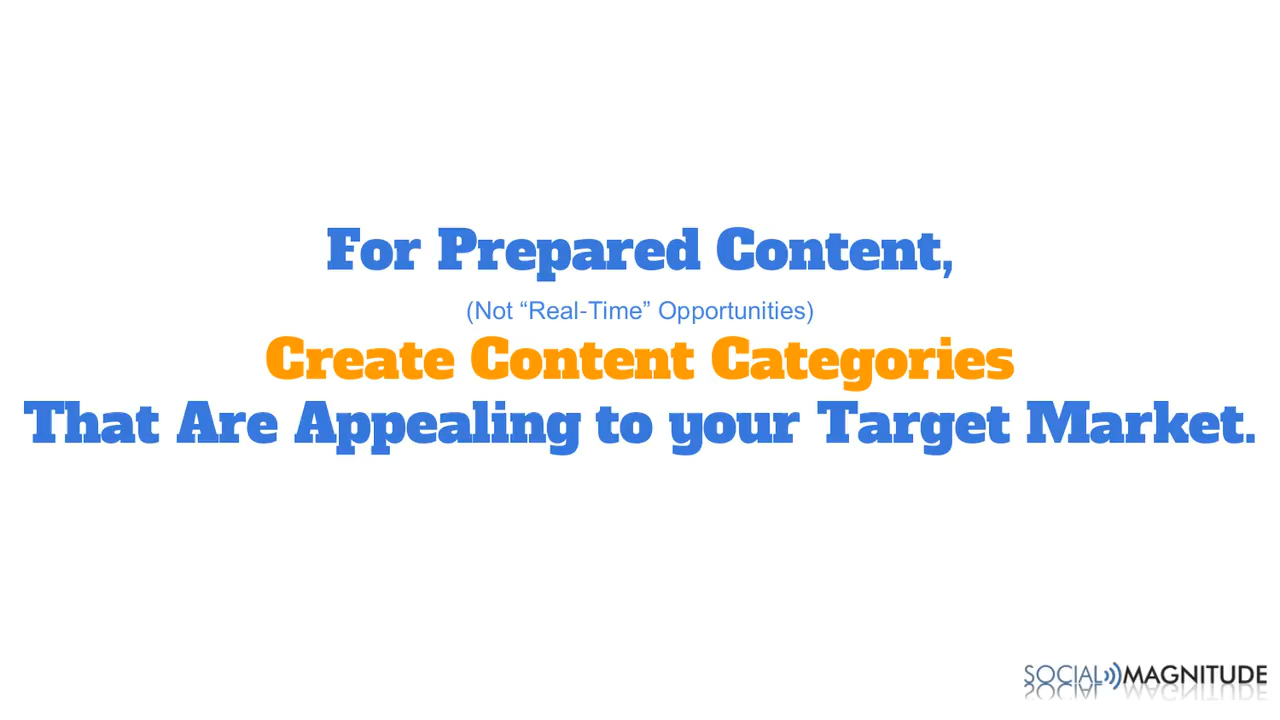 For Prepared Content,
(Not “Real-Time” Opportunities)
Create Content Categories
That Are Appealing to your Target Market.
SOCIAL MAGNITUDE